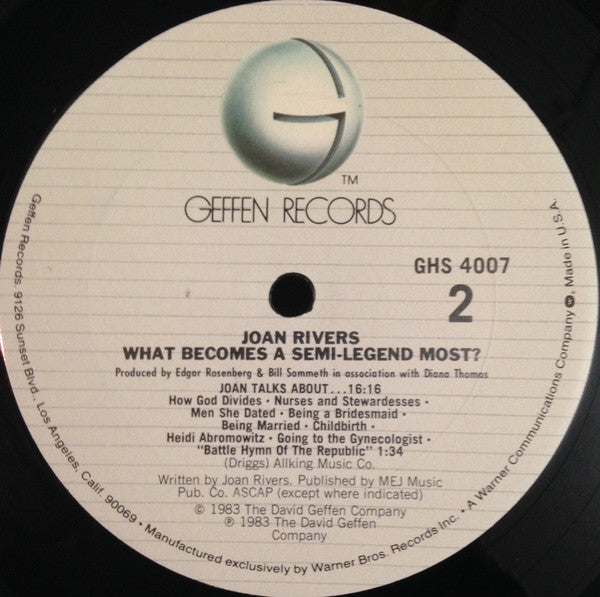 G
TM
GEFFEN RECORDS
GHS 4007
2
JOAN RIVERS
WHAT BECOMES A SEMI-LEGEND MOST?
Produced by Edgar Rosenberg & Bill Sammeth in association with Diana Thomas
JOAN TALKS ABOUT...16:16
How God Divides • Nurses and Stewardesses •
Men She Dated • Being a Bridesmaid •
Being Married • Childbirth •
Heidi Abromowitz • Going to the Gynecologist •
"Battle Hymn Of The Republic" 1:34
(Driggs) Allking Music Co.
Written by Joan Rivers. Published by MEJ Music
Pub. Co. ASCAP (except where indicated)
© 1983 The David Geffen Company
℗ 1983 The David Geffen
Company
Geffen Records, 9126 Sunset Blvd., Los Angeles, Calif. 90069 • Manufactured exclusively by Warner Bros. Records Inc. • A Warner Communications Company, Made in U.S.A.